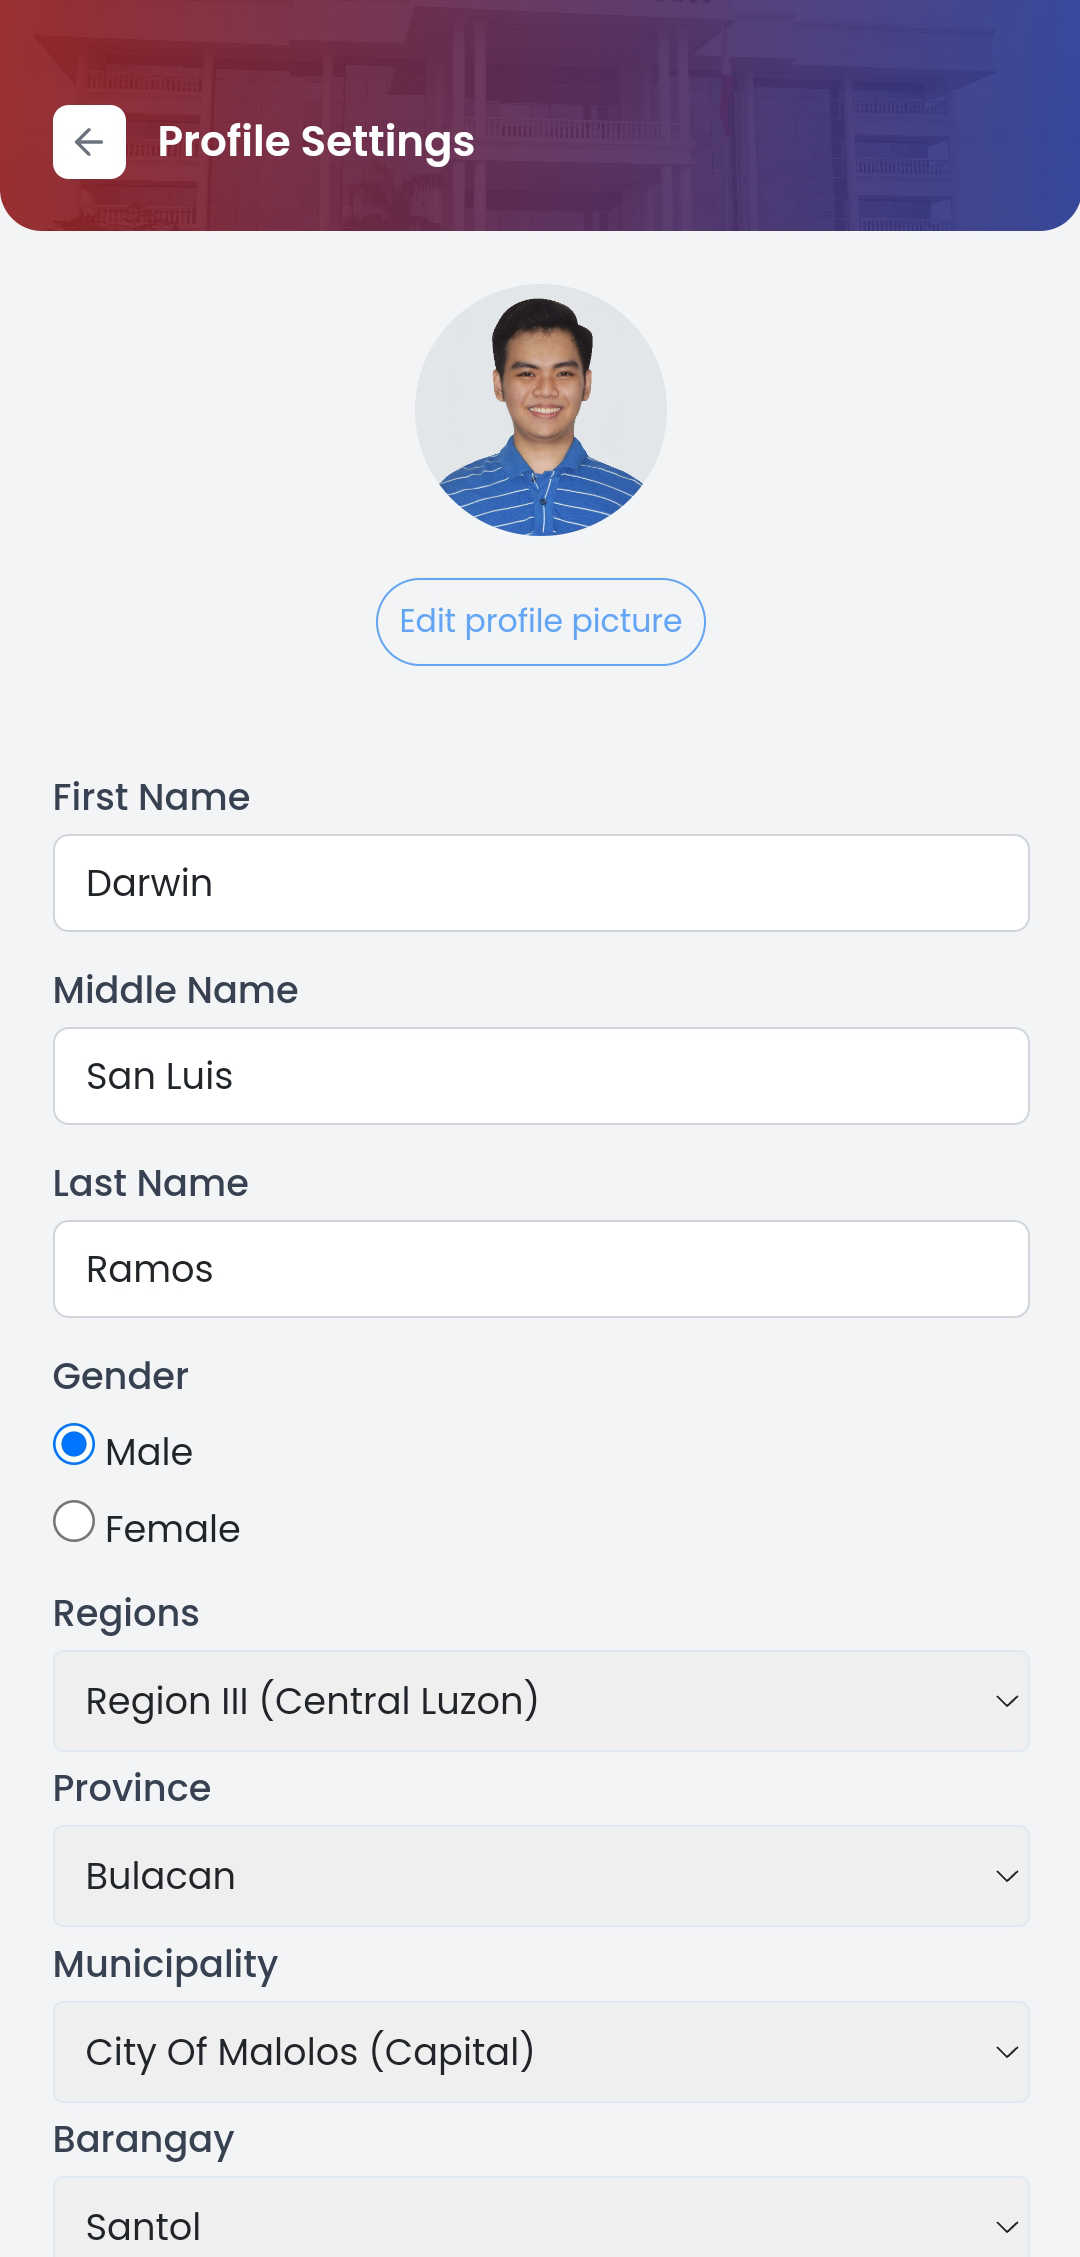 Profile Settings
Edit profile picture
First Name
Darwin
Middle Name
San Luis
Last Name
Ramos
Gender
Male
Female
Regions
Region III (Central Luzon)
Province
Bulacan
Municipality
City Of Malolos (Capital)
Barangay
Santol